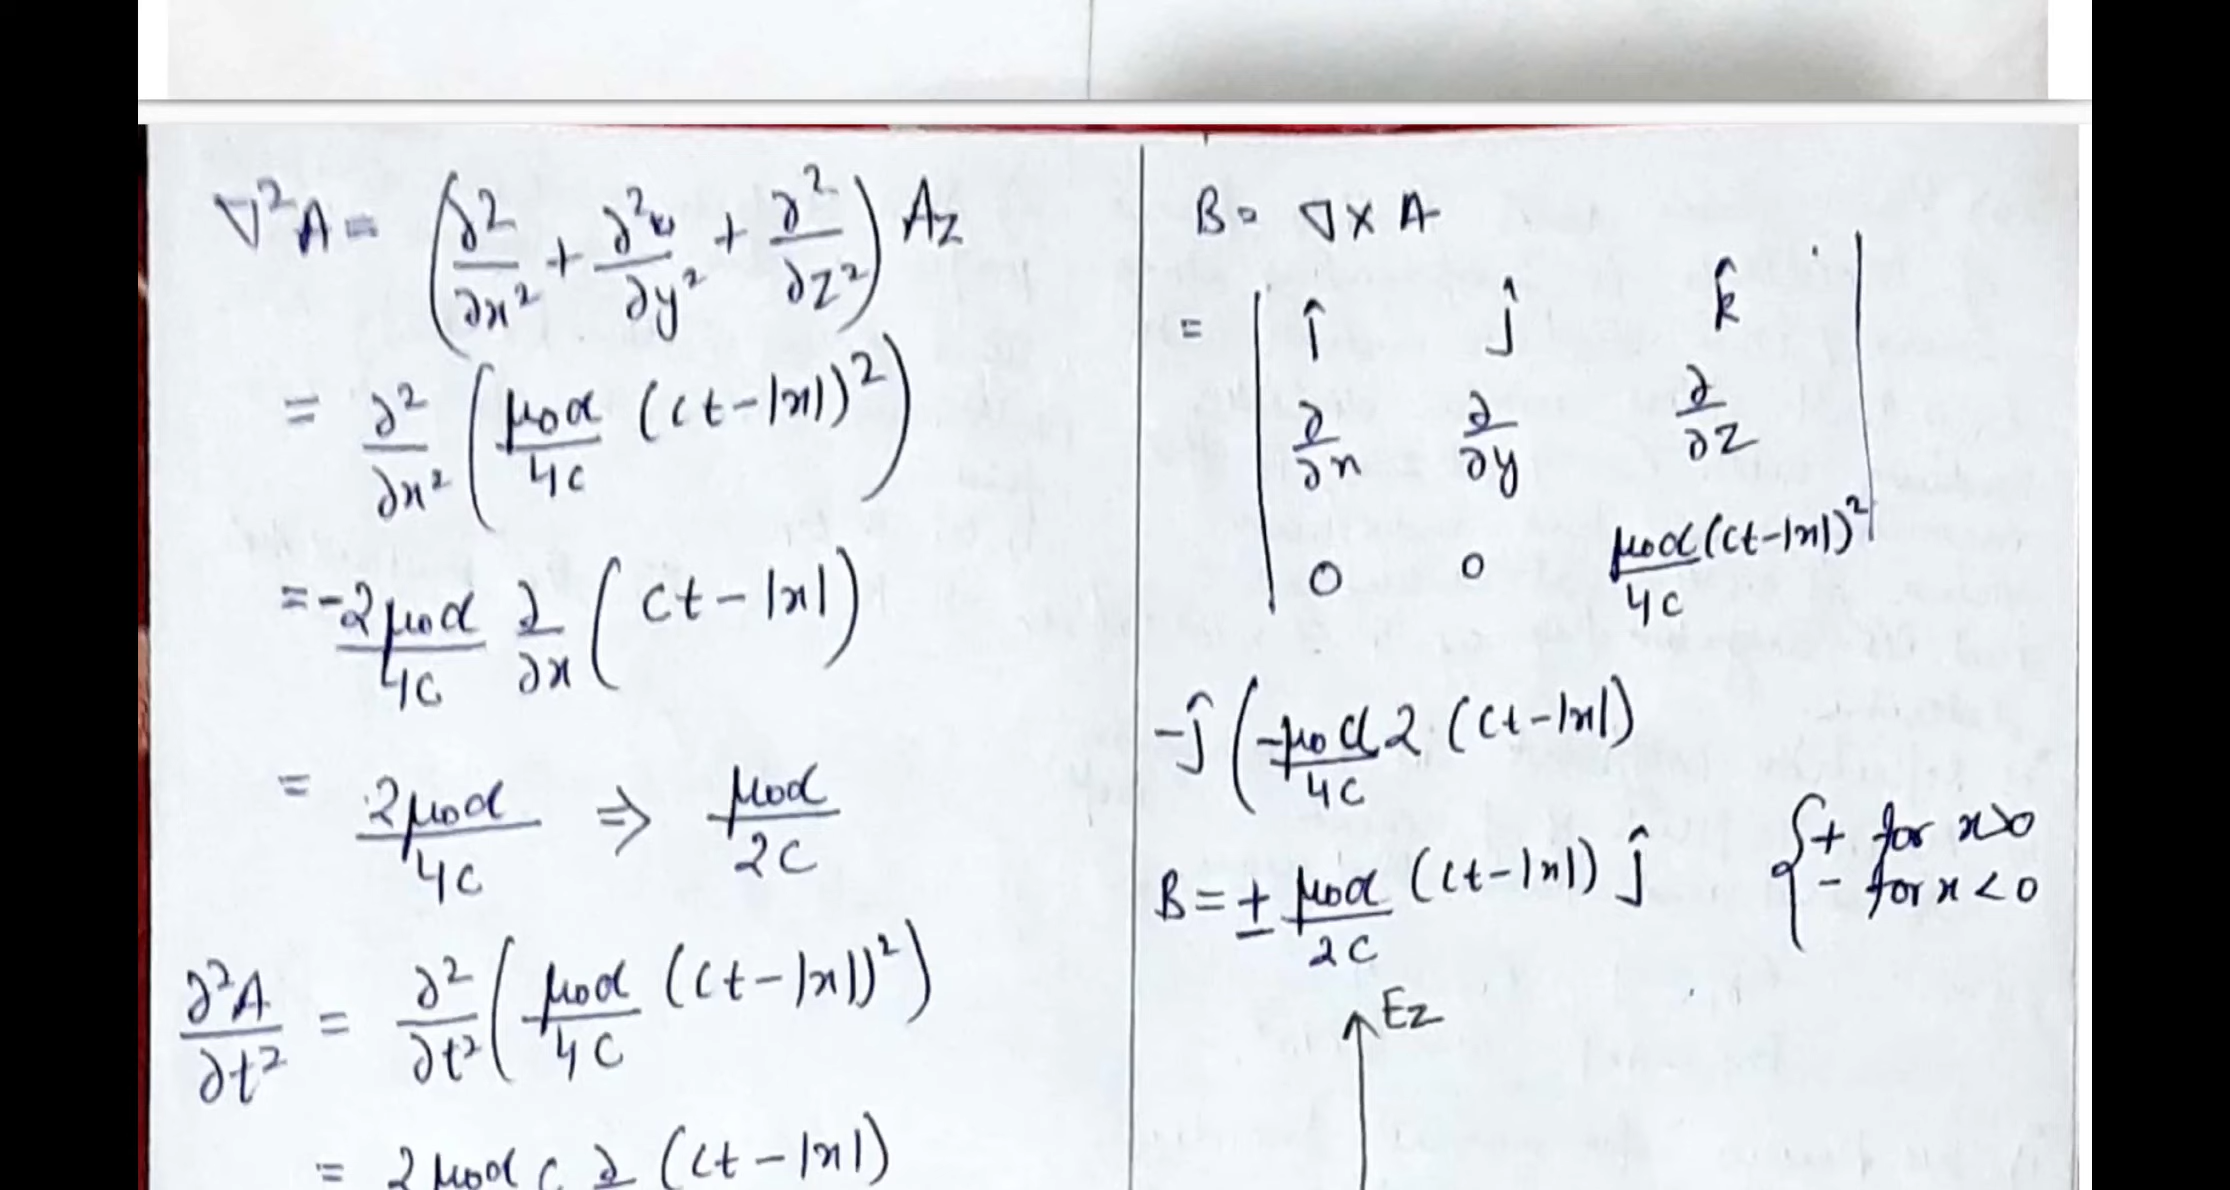 ∇²A = (∂²/∂x² + ∂²/∂y² + ∂²/∂z²) Az
= ∂²/∂x² (μ₀α/4c (ct-|x|)²)
= -2μ₀α/4c ∂/∂x (ct-|x|)
= 2μ₀α/4c ⇒ μ₀α/2c
∂²A/∂t² = ∂²/∂t² (μ₀α/4c (ct-|x|)²)
= 2μ₀α c ∂ (ct-|x|)
B = ∇×A
= | î ĵ k̂ |
∂/∂x ∂/∂y ∂/∂z
0 0 μ₀α/4c (ct-|x|)²
-ĵ (-μ₀α/4c 2 (ct-|x|)
B = ± μ₀α/2c (ct-|x|) ĵ { + for x>0
- for x<0
Ez